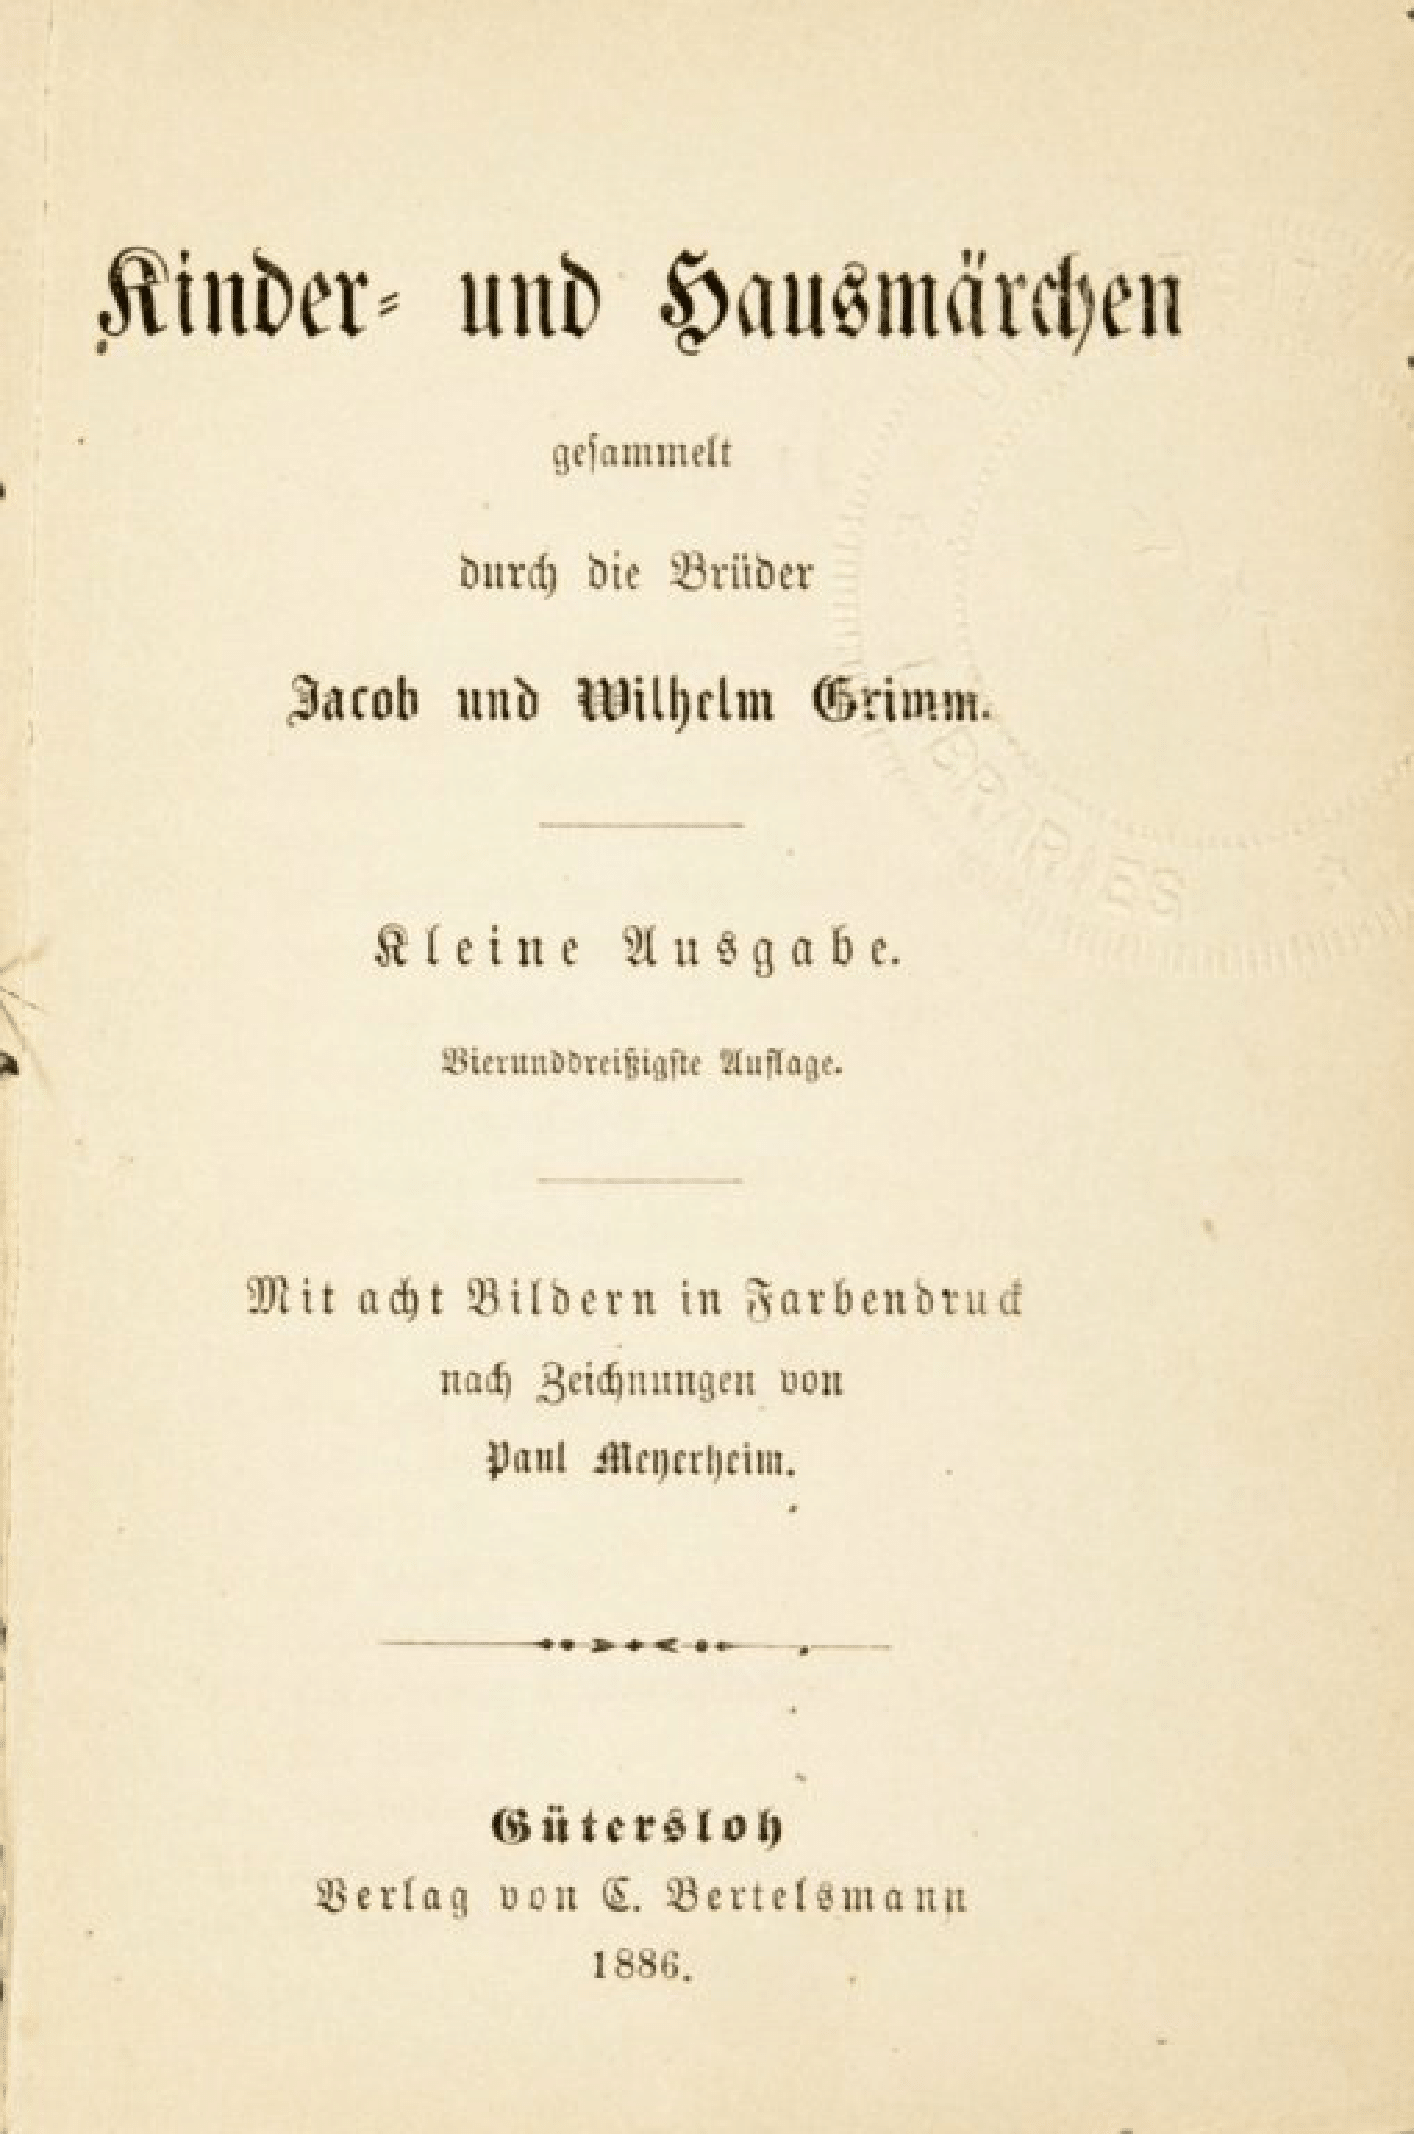 Kinder- und Hausmärchen
gesammelt
durch die Brüder
Jacob und Wilhelm Grimm.
Kleine Ausgabe.
Vierunddreißigste Auflage.
Mit acht Bildern in Farbendruck
nach Zeichnungen von
Paul Meyerheim.
Gütersloh
Verlag von C. Bertelsmann
1886.